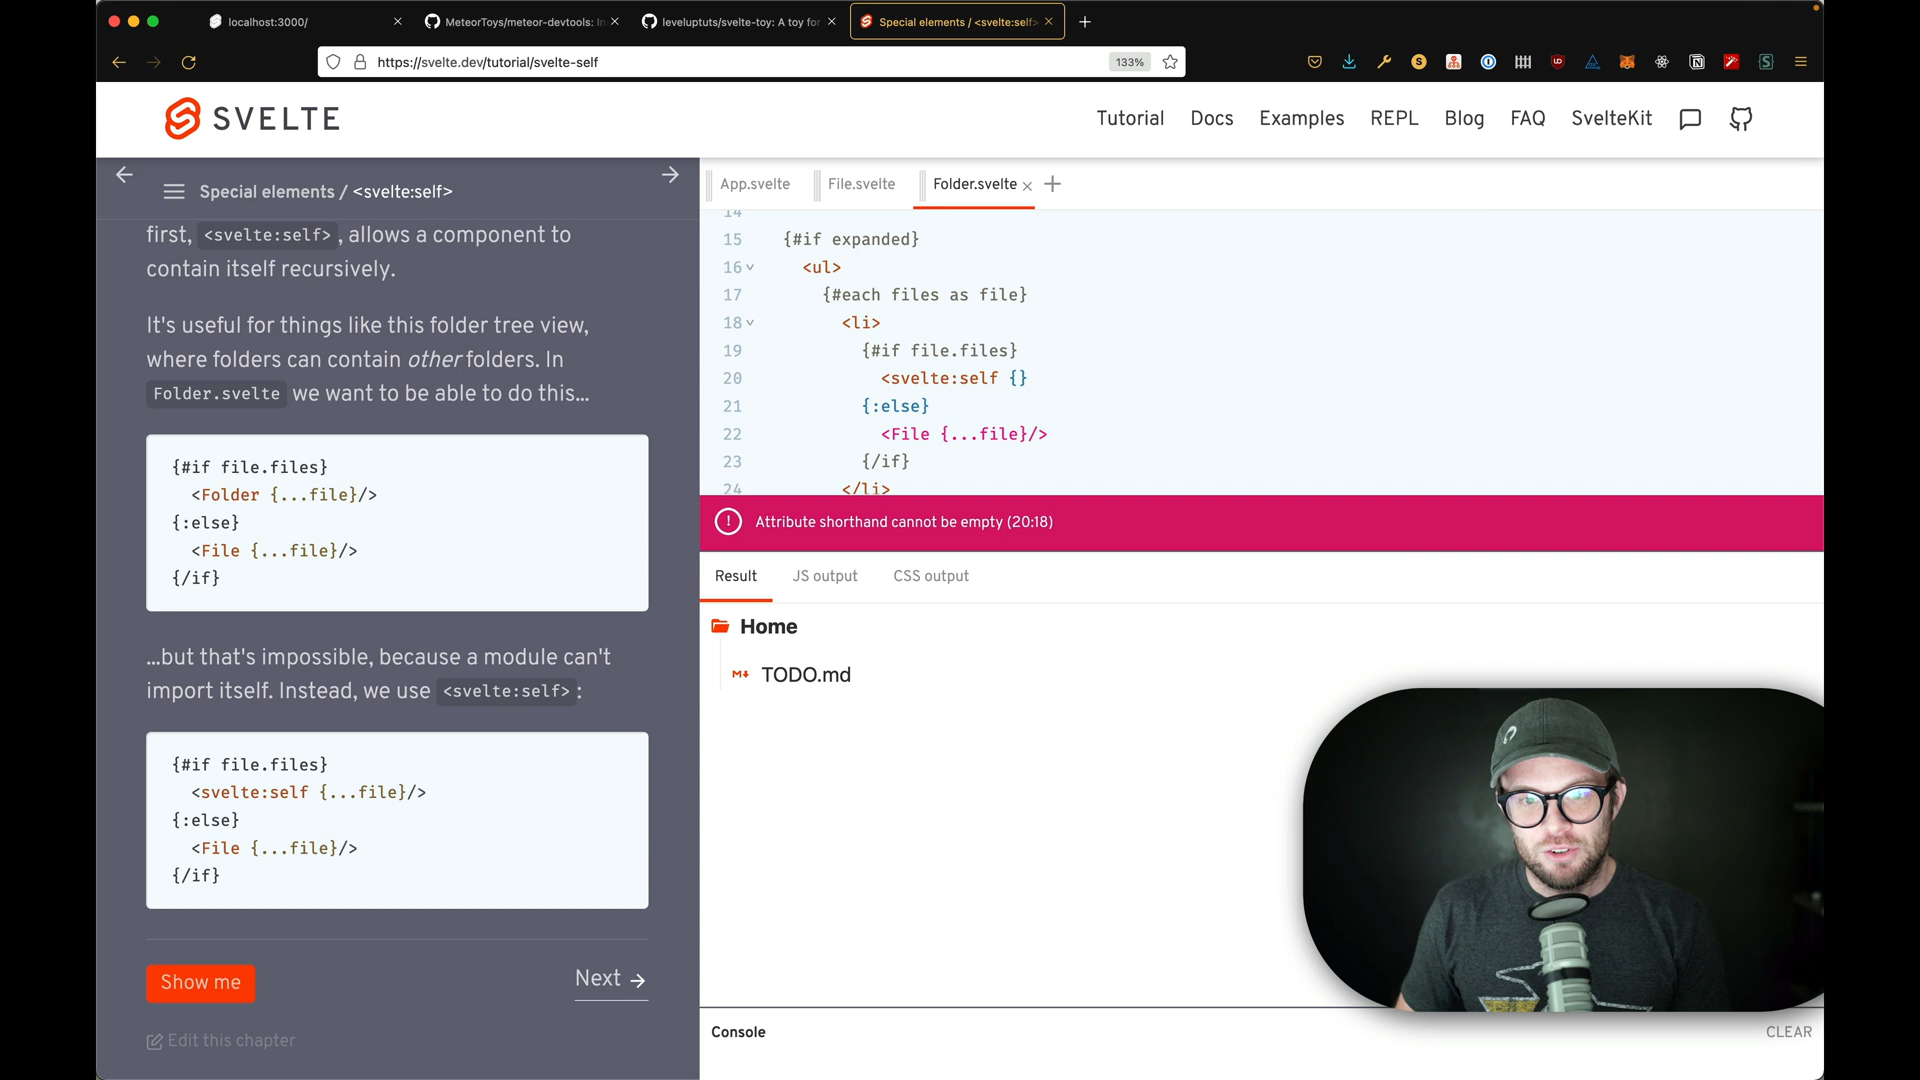 localhost:3000/
MeteorToys/meteor-devtools: In
leveluptuts/svelte-toy: A toy for
Special elements / <svelte:self>
https://svelte.dev/tutorial/svelte-self
133%
SVELTE
Tutorial
Docs
Examples
REPL
Blog
FAQ
SvelteKit
Special elements / <svelte:self>
first, <svelte:self> , allows a component to
contain itself recursively.
It's useful for things like this folder tree view,
where folders can contain other folders. In
Folder.svelte we want to be able to do this...
{#if file.files}
<Folder {...file}/>
{:else}
<File {...file}/>
{/if}
...but that's impossible, because a module can't
import itself. Instead, we use <svelte:self> :
{#if file.files}
<svelte:self {...file}/>
{:else}
<File {...file}/>
{/if}
Show me
Next →
Edit this chapter
App.svelte
File.svelte
Folder.svelte
14
15 {#if expanded}
16 <ul>
17 {#each files as file}
18 <li>
19 {#if file.files}
20 <svelte:self {}
21 {:else}
22 <File {...file}/>
23 {/if}
24 </li>
Attribute shorthand cannot be empty (20:18)
Result
JS output
CSS output
Home
TODO.md
Console
CLEAR